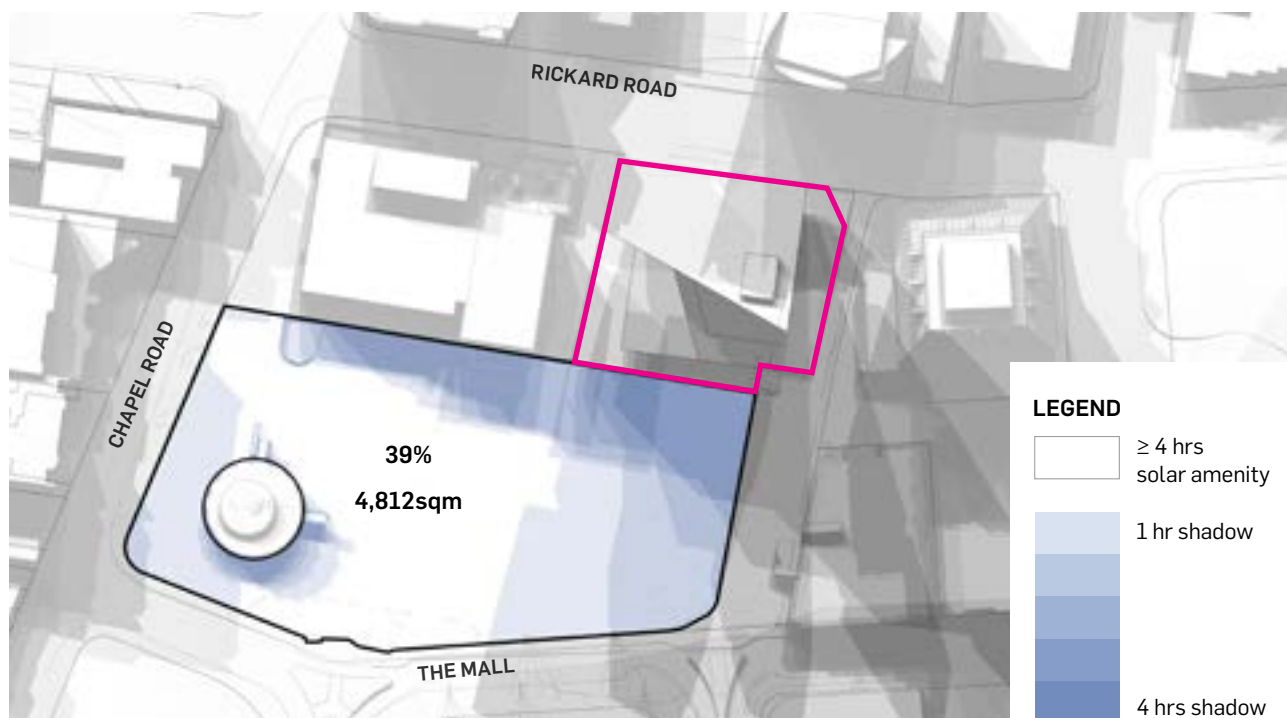 RICKARD ROAD
CHAPEL ROAD
39%
4,812sqm
THE MALL
LEGEND
≥ 4 hrs
solar amenity
1 hr shadow
4 hrs shadow